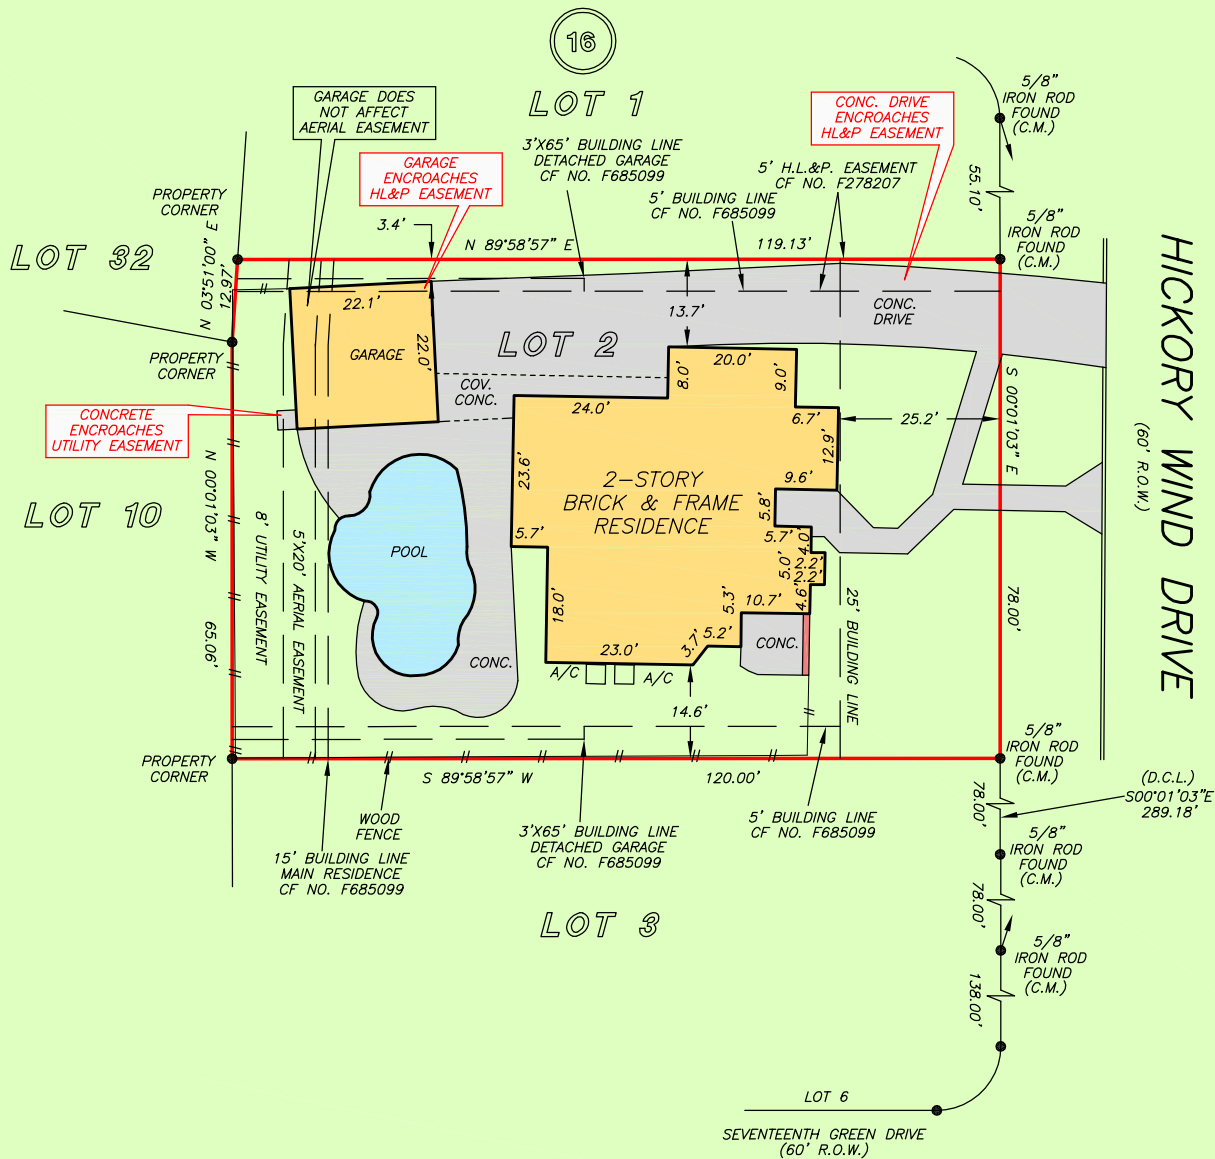 16
LOT 1
5/8"
IRON ROD
FOUND
(C.M.)
GARAGE DOES
NOT AFFECT
AERIAL EASEMENT
CONC. DRIVE
ENCROACHES
HL&P EASEMENT
3'X65' BUILDING LINE
DETACHED GARAGE
CF NO. F685099
GARAGE
ENCROACHES
HL&P EASEMENT
5' H.L.&P. EASEMENT
CF NO. F278207
5' BUILDING LINE
CF NO. F685099
55.10'
PROPERTY
CORNER
3.4'
5/8"
IRON ROD
FOUND
(C.M.)
N 89°58'57" E
119.13'
LOT 32
N 03°51'00" E
12.97'
HICKORY WIND DRIVE
(60' R.O.W.)
22.1'
13.7'
CONC.
DRIVE
GARAGE
22.0'
LOT 2
PROPERTY
CORNER
COV.
CONC.
20.0'
8.0'
9.0'
S 00°01'03" E
CONCRETE
ENCROACHES
UTILITY EASEMENT
24.0'
6.7'
25.2'
12.9'
23.6'
2-STORY
BRICK & FRAME
RESIDENCE
9.6'
5.8'
LOT 10
N 00°01'03" W
65.06'
8' UTILITY EASEMENT
5'X20' AERIAL EASEMENT
POOL
5.7'
5.7'
4.0'
5.0'
2.2'
2.2'
18.0'
5.3'
10.7'
4.6'
25' BUILDING LINE
78.00'
5.2'
3.7'
23.0'
CONC.
CONC.
A/C
A/C
14.6'
PROPERTY
CORNER
S 89°58'57" W
120.00'
5/8"
IRON ROD
FOUND
(C.M.)
78.00'
(D.C.L.)
S00°01'03"E
289.18'
WOOD
FENCE
15' BUILDING LINE
MAIN RESIDENCE
CF NO. F685099
3'X65' BUILDING LINE
DETACHED GARAGE
CF NO. F685099
5' BUILDING LINE
CF NO. F685099
5/8"
IRON ROD
FOUND
(C.M.)
78.00'
LOT 3
5/8"
IRON ROD
FOUND
(C.M.)
138.00'
LOT 6
SEVENTEENTH GREEN DRIVE
(60' R.O.W.)